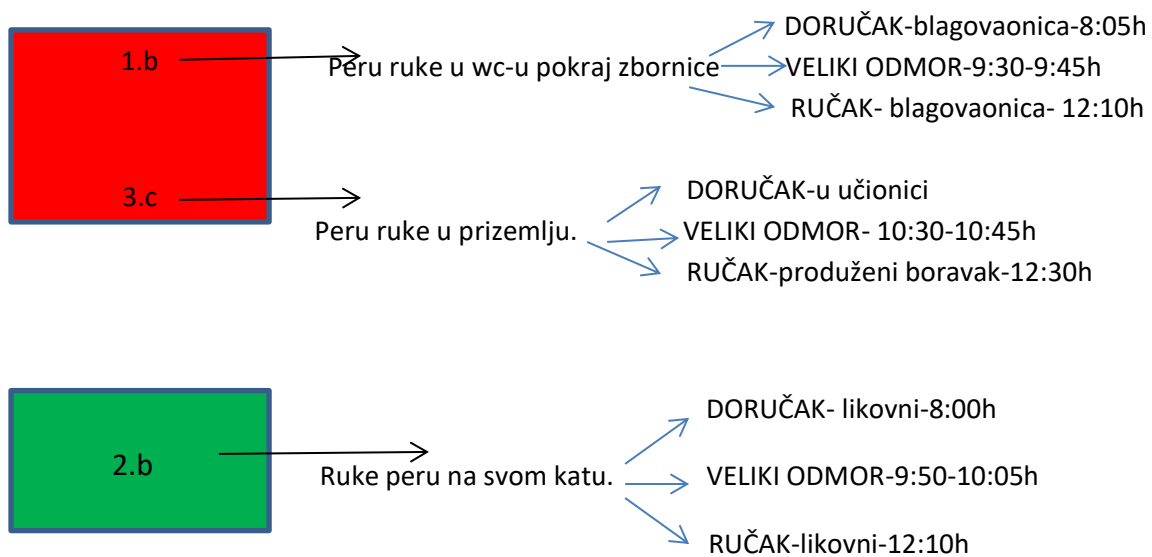 1.b
Peru ruke u wc-u pokraj zbornice
DORUČAK-blagovaonica-8:05h
VELIKI ODMOR-9:30-9:45h
RUČAK- blagovaonica- 12:10h
3.c
Peru ruke u prizemlju.
DORUČAK-u učionici
VELIKI ODMOR- 10:30-10:45h
RUČAK-produženi boravak-12:30h
2.b
Ruke peru na svom katu.
DORUČAK- likovni-8:00h
VELIKI ODMOR-9:50-10:05h
RUČAK-likovni-12:10h